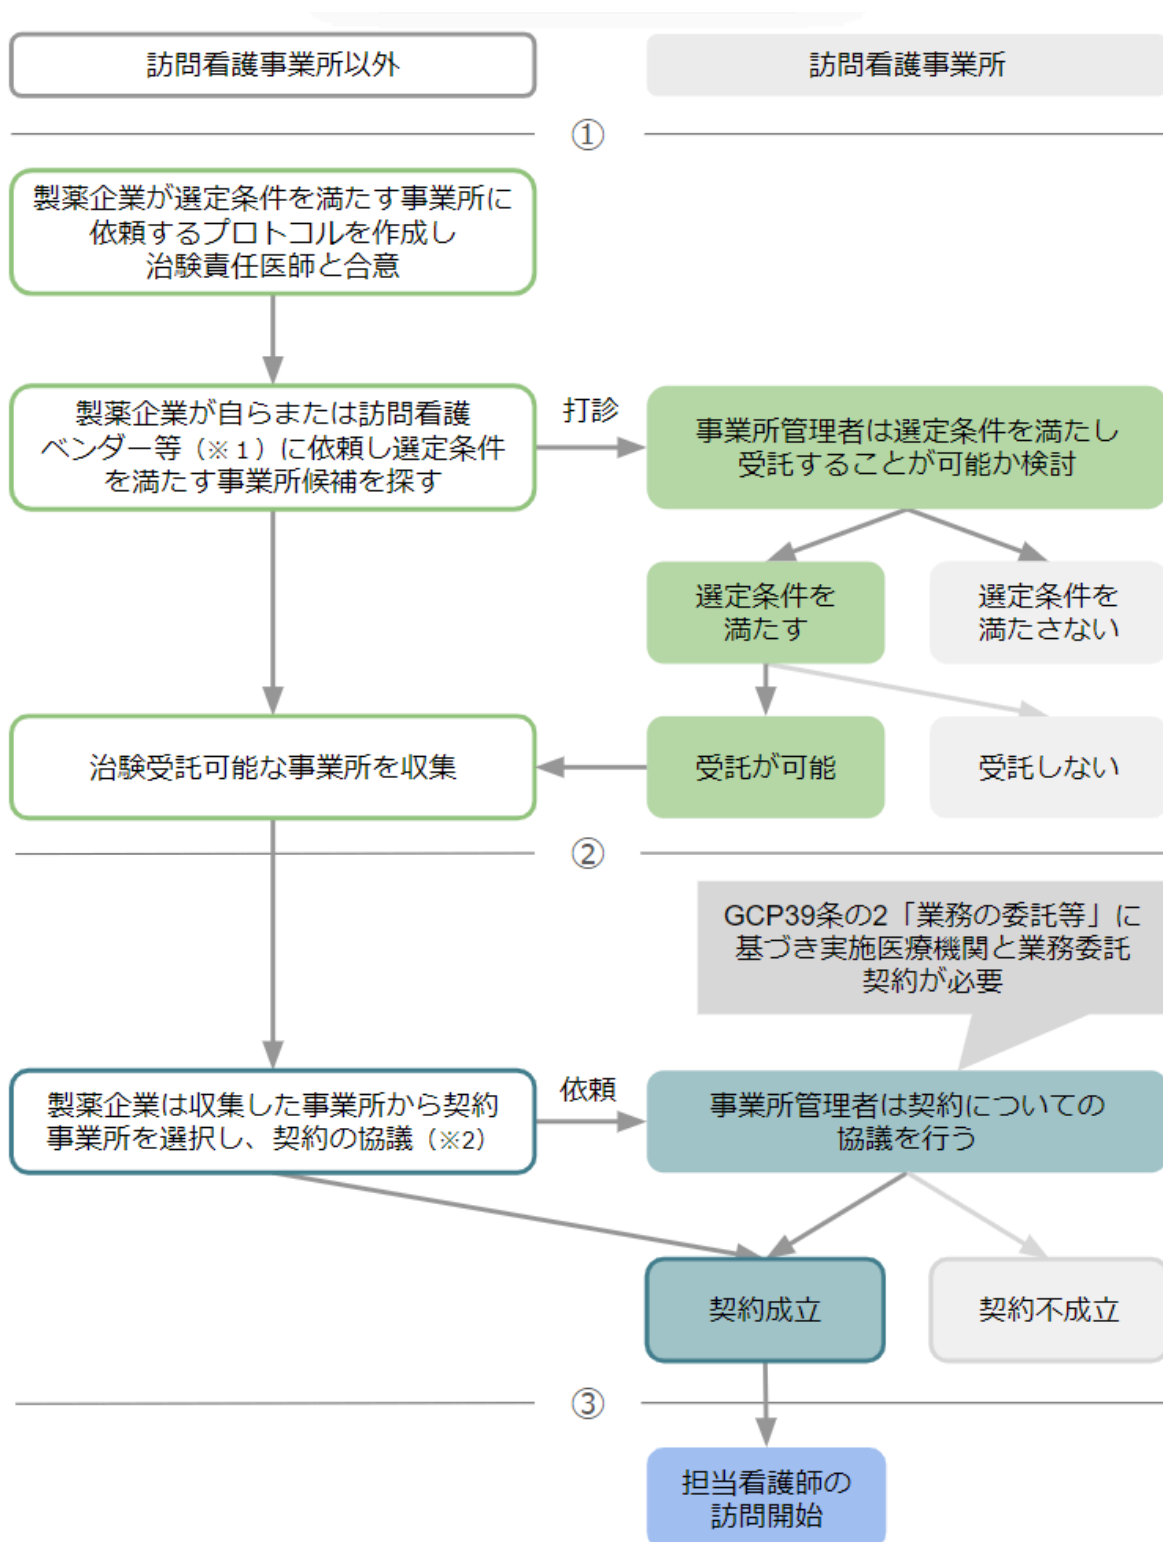 訪問看護事業所以外
訪問看護事業所
①
製薬企業が選定条件を満たす事業所に
依頼するプロトコルを作成し
治験責任医師と合意
製薬企業が自らまたは訪問看護
ベンダー等（※１）に依頼し選定条件
を満たす事業所候補を探す
打診
事業所管理者は選定条件を満たし
受託することが可能か検討
選定条件を
満たす
選定条件を
満たさない
治験受託可能な事業所を収集
受託が可能
受託しない
②
GCP39条の2「業務の委託等」に
基づき実施医療機関と業務委託
契約が必要
製薬企業は収集した事業所から契約
事業所を選択し、契約の協議（※2）
依頼
事業所管理者は契約についての
協議を行う
契約成立
契約不成立
③
担当看護師の
訪問開始